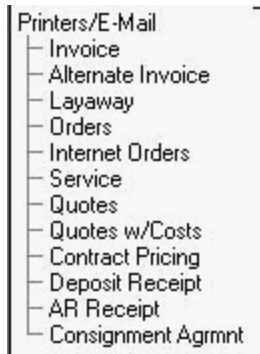 Printers/E-Mail
Invoice
Alternate Invoice
Layaway
Orders
Internet Orders
Service
Quotes
Quotes w/Costs
Contract Pricing
Deposit Receipt
AR Receipt
Consignment Agrmnt